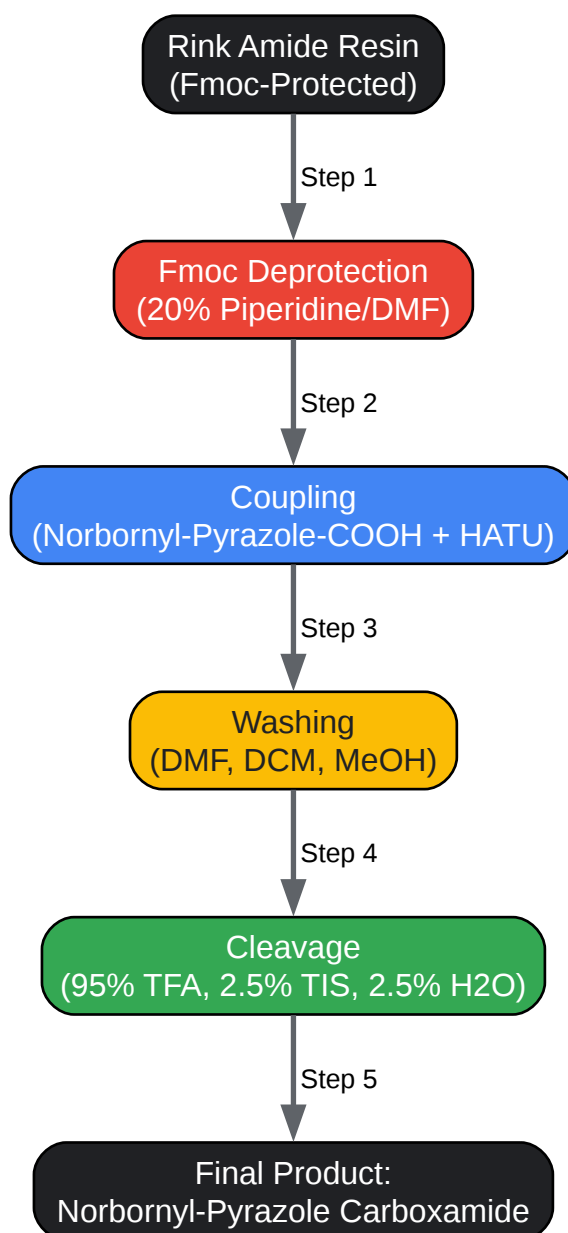 Rink Amide Resin
(Fmoc-Protected)
Step 1
Fmoc Deprotection
(20% Piperidine/DMF)
Step 2
Coupling
(Norbornyl-Pyrazole-COOH + HATU)
Step 3
Washing
(DMF, DCM, MeOH)
Step 4
Cleavage
(95% TFA, 2.5% TIS, 2.5% H2O)
Step 5
Final Product:
Norbornyl-Pyrazole Carboxamide